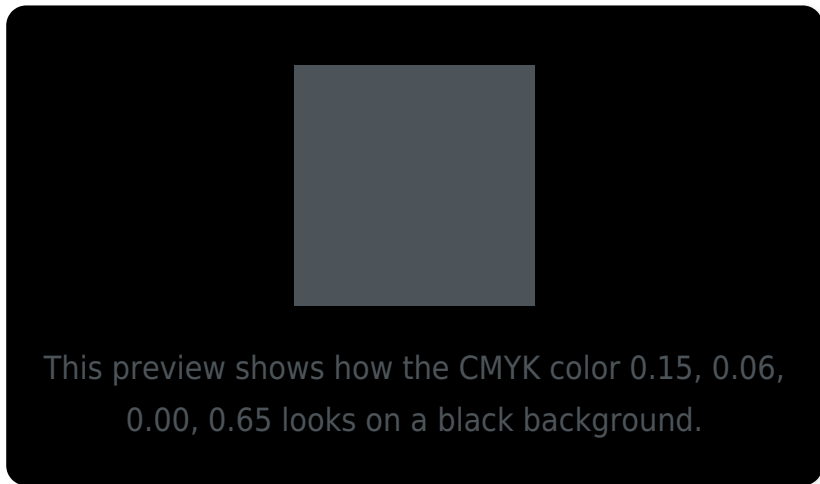 This preview shows how the CMYK color 0.15, 0.06,
0.00, 0.65 looks on a black background.